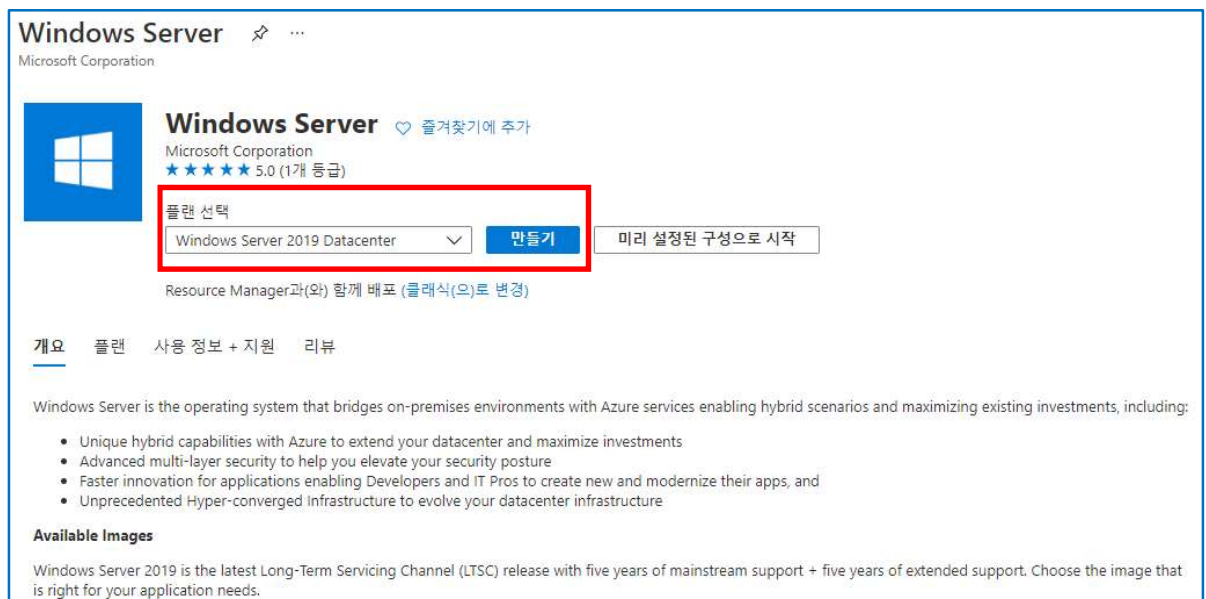 Windows Server
Microsoft Corporation
Windows Server 즐겨찾기에 추가
Microsoft Corporation
★★★★★ 5.0 (1개 등급)
플랜 선택
Windows Server 2019 Datacenter 만들기 미리 설정된 구성으로 시작
Resource Manager과(와) 함께 배포 (클래식(으)로 변경)
개요 플랜 사용 정보 + 지원 리뷰
Windows Server is the operating system that bridges on-premises environments with Azure services enabling hybrid scenarios and maximizing existing investments, including:
• Unique hybrid capabilities with Azure to extend your datacenter and maximize investments
• Advanced multi-layer security to help you elevate your security posture
• Faster innovation for applications enabling Developers and IT Pros to create new and modernize their apps, and
• Unprecedented Hyper-converged Infrastructure to evolve your datacenter infrastructure
Available Images
Windows Server 2019 is the latest Long-Term Servicing Channel (LTSC) release with five years of mainstream support + five years of extended support. Choose the image that
is right for your application needs.